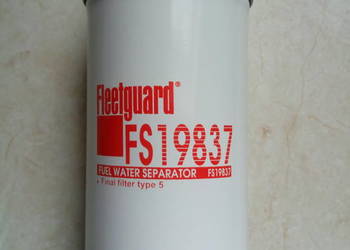 Fleetguard®
FS19837
FUEL WATER SEPARATOR FS19837
• Final filter type 5